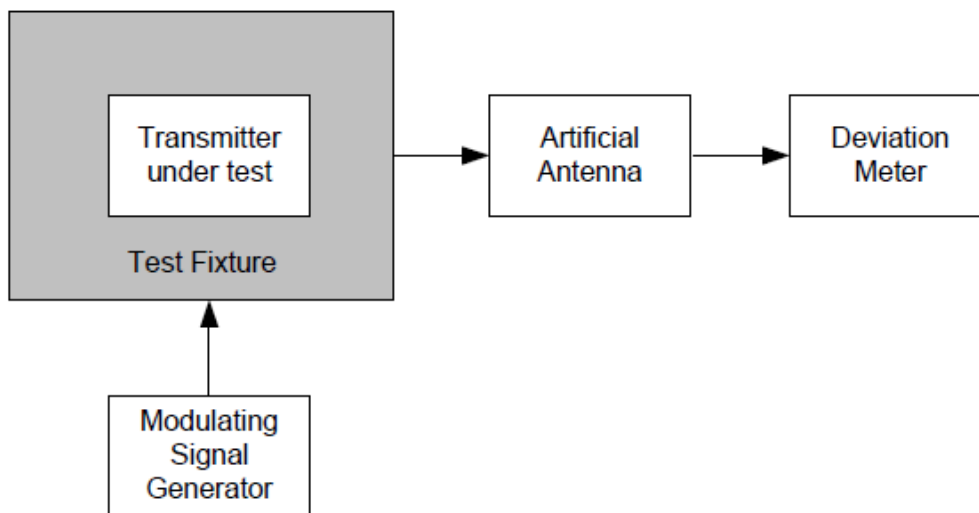 Transmitter
under test
Test Fixture
Artificial
Antenna
Deviation
Meter
Modulating
Signal
Generator